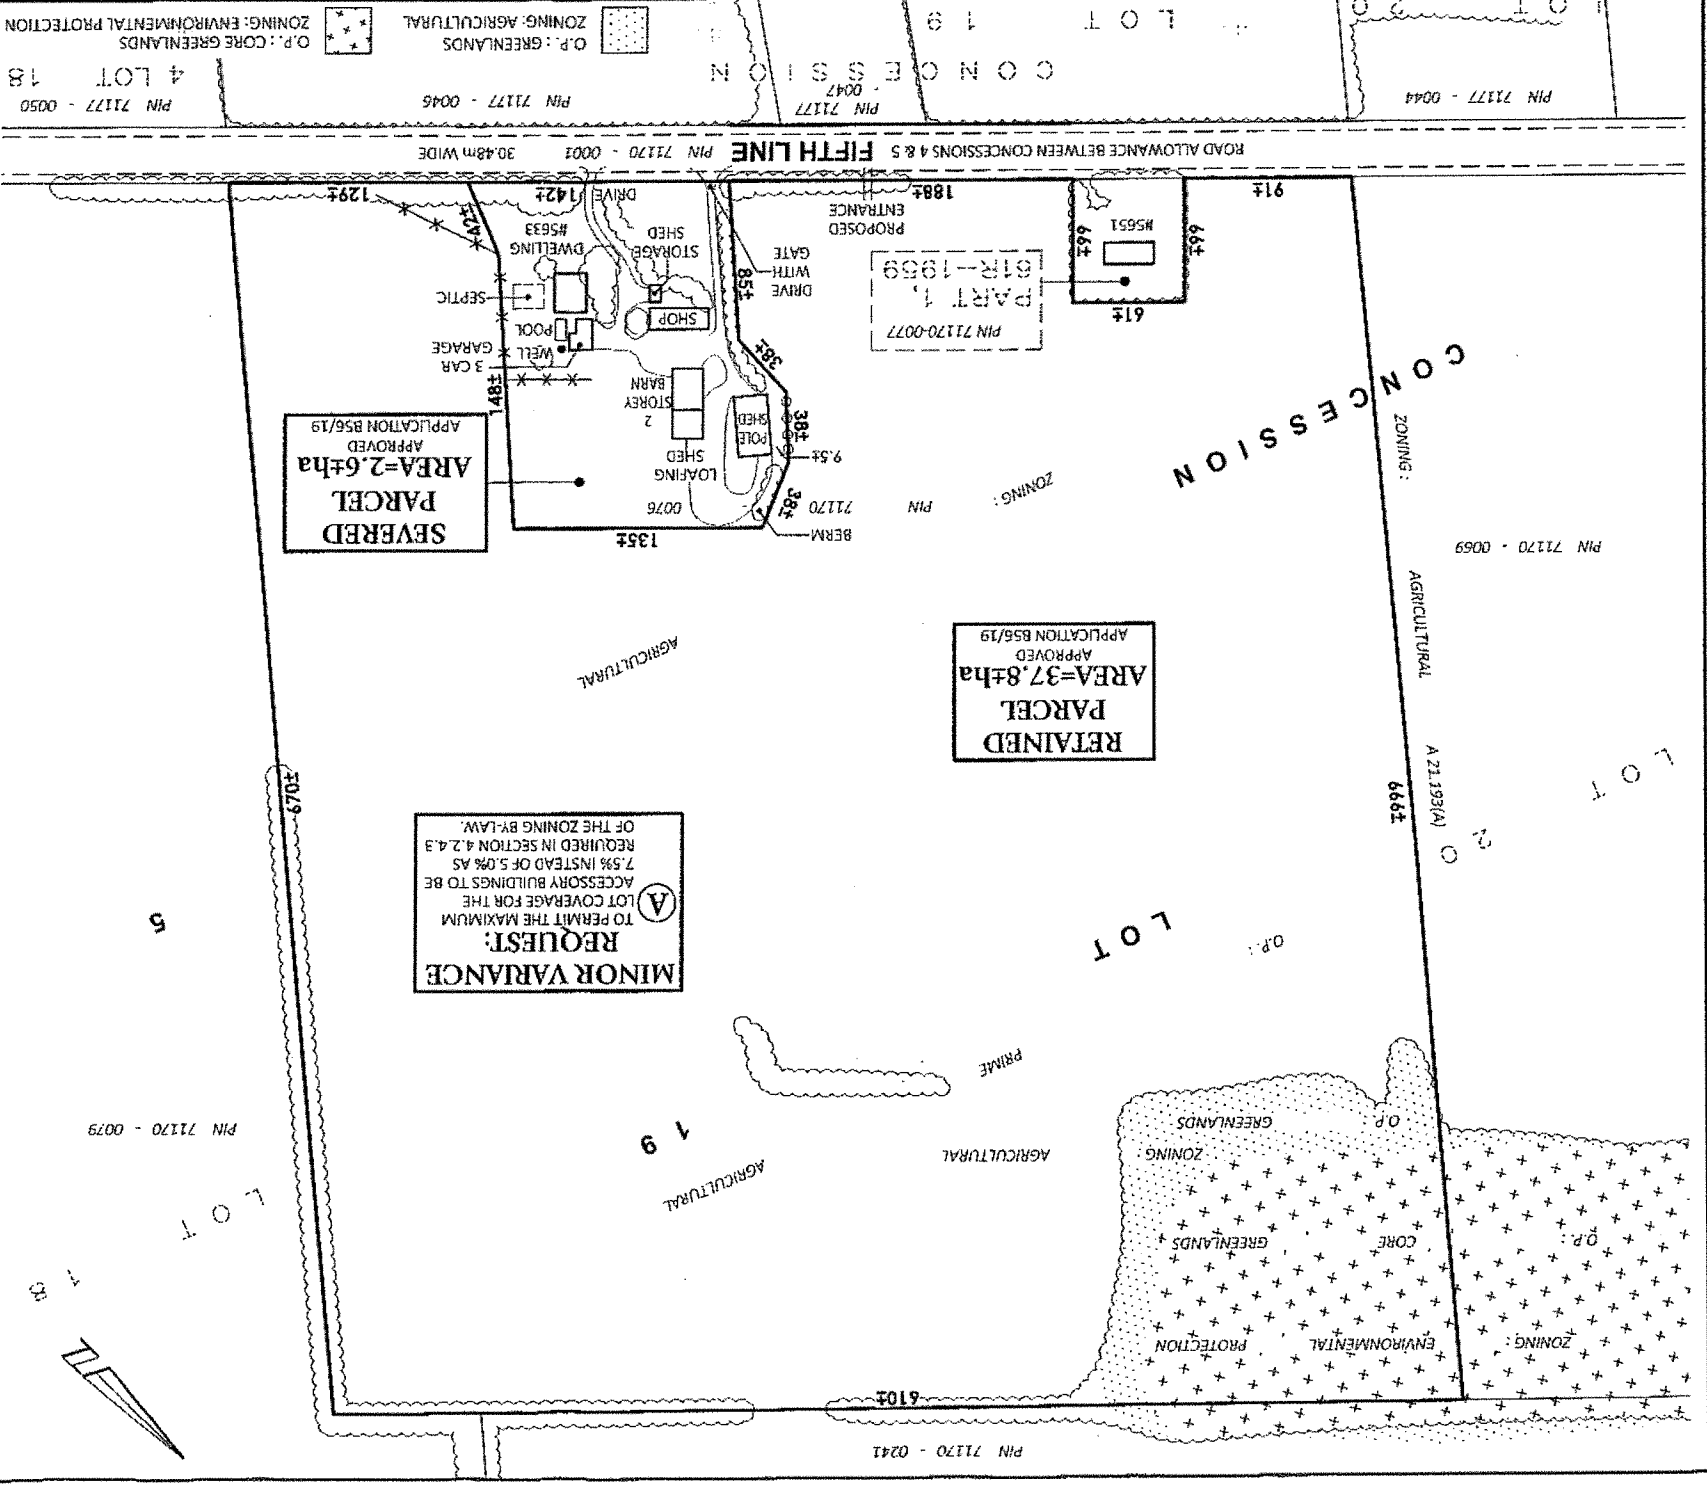 PIN 71170 - 0241
610±
ZONING: ENVIRONMENTAL PROTECTION
O.P.: CORE GREENLANDS
ZONING:
O.P.: GREENLANDS
LOT 18
PIN 71170 - 0079
AGRICULTURAL
AGRICULTURAL
PRIME
O.P.:
LOT 19
5
MINOR VARIANCE
REQUEST:
A
TO PERMIT THE MAXIMUM
LOT COVERAGE FOR THE
ACCESSORY BUILDINGS TO BE
7.5% INSTEAD OF 5.0% AS
REQUIRED IN SECTION 4.2.4.3
OF THE ZONING BY-LAW.
LOT 20
666±
670±
A 21.193(A)
AGRICULTURAL
ZONING:
RETAINED
PARCEL
AREA=37.8±ha
APPROVED
APPLICATION B56/19
AGRICULTURAL
ZONING:
PIN 71170 - 0069
PIN 71170 - 0076
CONCESSION
SEVERED
PARCEL
AREA=2.6±ha
APPROVED
APPLICATION B56/19
135±
BERM
38±
9.5±
38±
38±
85±
148±
LOAFING
SHED
POLE
SHED
2
STOREY
BARN
3 CAR
GARAGE
WELL
POOL
SHOP
SEPTIC
DWELLING
#5633
STORAGE
SHED
DRIVE
WITH
GATE
DRIVE
42±
129±
142±
188±
PROPOSED
ENTRANCE
PIN 71170-0077
PART 1,
61R-1959
61±
66±
66±
#5651
91±
ROAD ALLOWANCE BETWEEN CONCESSIONS 4 & 5 FIFTH LINE PIN 71170 - 0001 30.48m WIDE
PIN 71177 - 0044
PIN 71177
- 0047
PIN 71177 - 0046
PIN 71177 - 0050
CONCESSION 4 LOT 18
LOT 20
LOT 19
O.P.: GREENLANDS
ZONING: AGRICULTURAL
O.P.: CORE GREENLANDS
ZONING: ENVIRONMENTAL PROTECTION